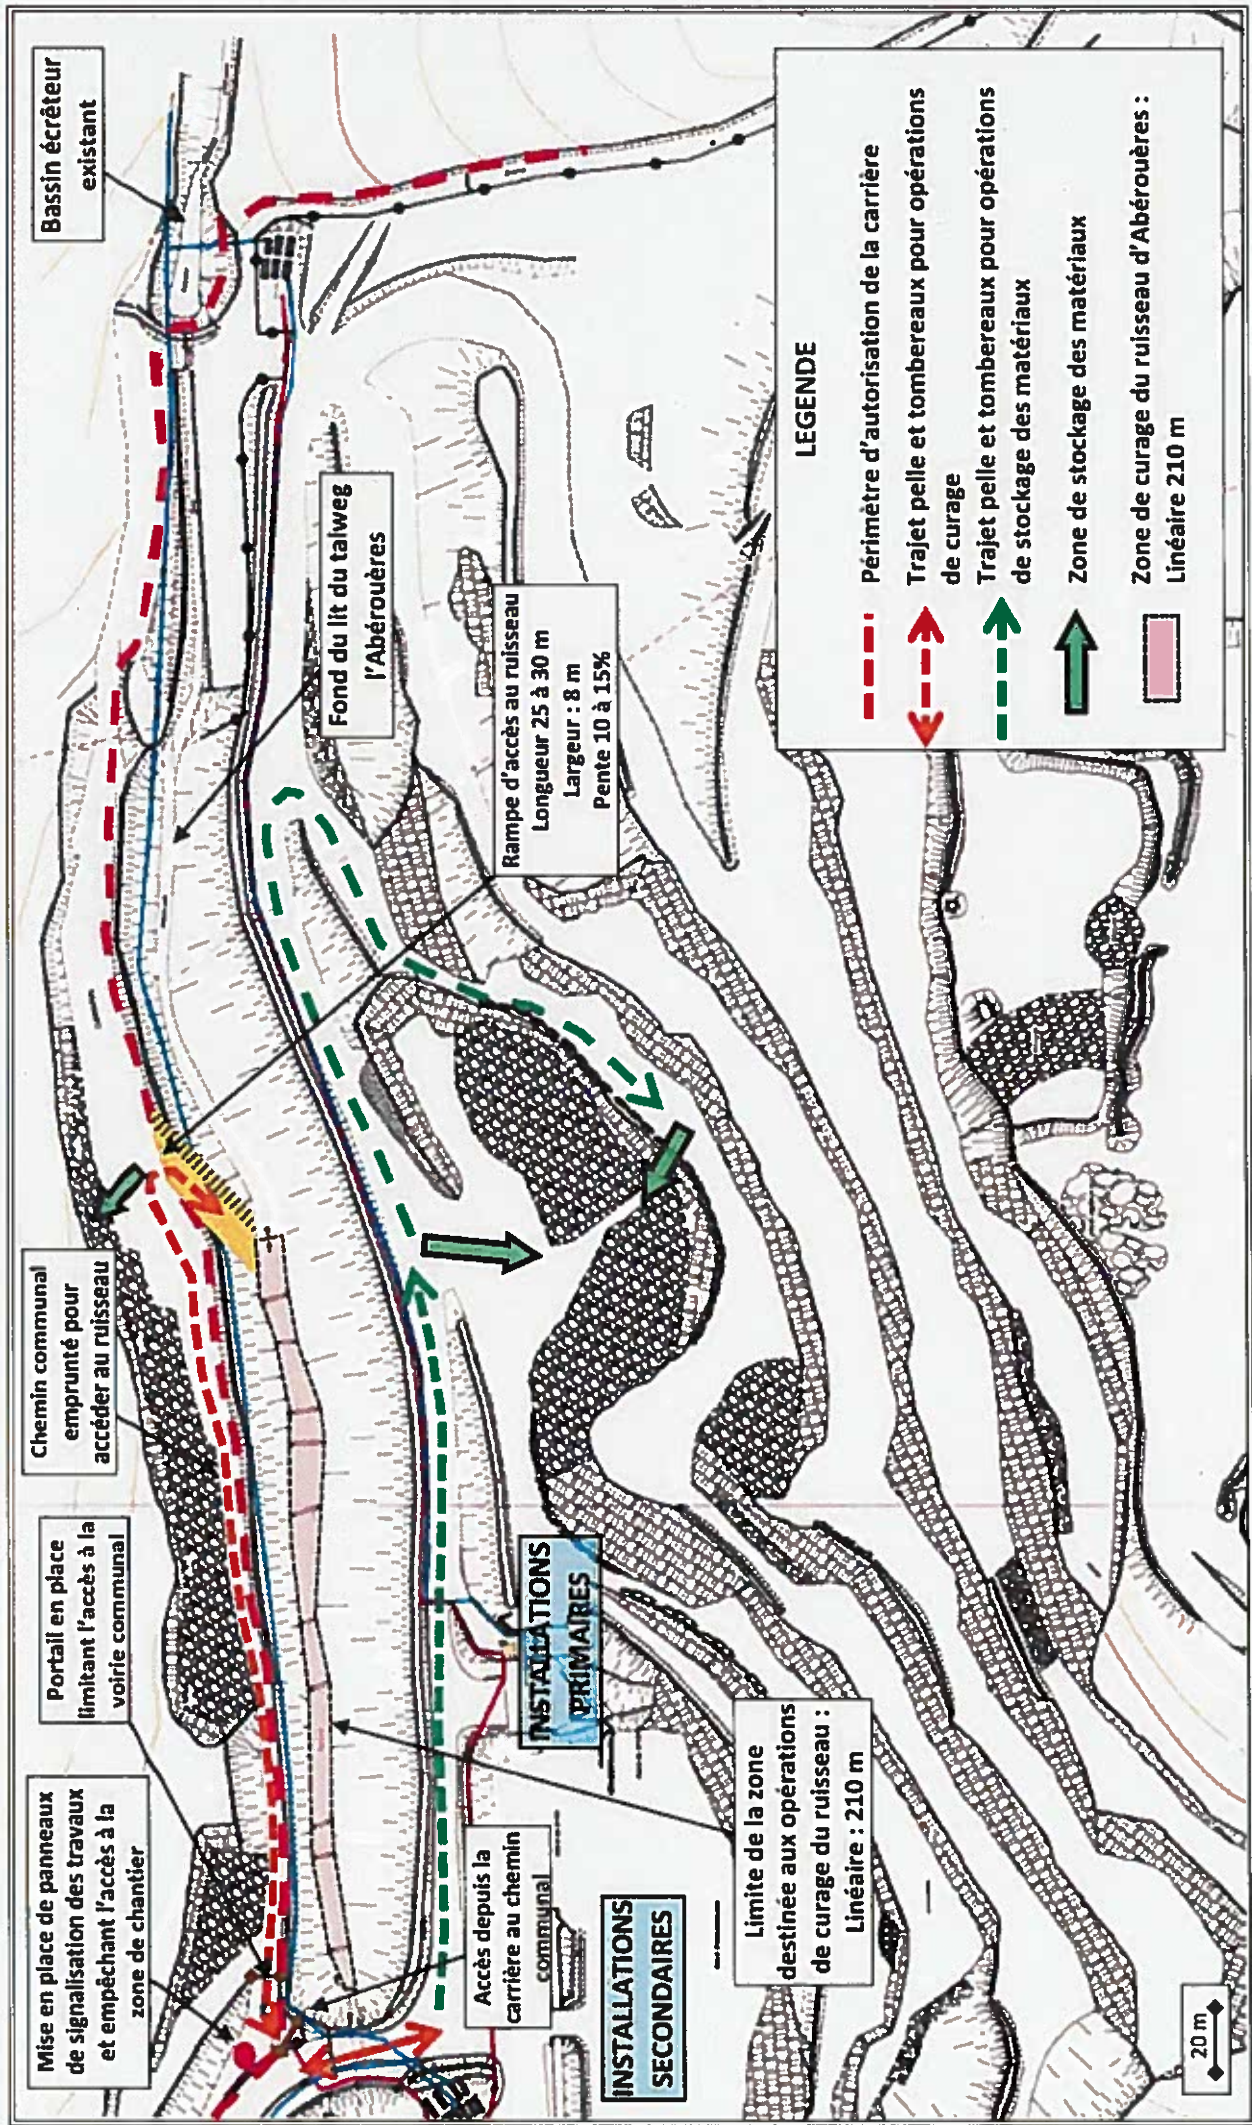 Mise en place de panneaux
de signalisation des travaux
et empêchant l'accès à la
zone de chantier
Portail en place
limitant l'accès à la
voirie communal
Chemin communal
emprunté pour
accéder au ruisseau
Bassin écrêteur
existant
Fond du lit du talweg
l'Abérouères
Rampe d'accès au ruisseau
Longueur 25 à 30 m
Largeur : 8 m
Pente 10 à 15%
Accès depuis la
carrière au chemin
communal
INSTALLATIONS
PRIMAIRES
INSTALLATIONS
SECONDAIRES
Limite de la zone
destinée aux opérations
de curage du ruisseau :
Linéaire : 210 m
20 m
LEGENDE
Périmètre d'autorisation de la carrière
Trajet pelle et tombereaux pour opérations
de curage
Trajet pelle et tombereaux pour opérations
de stockage des matériaux
Zone de stockage des matériaux
Zone de curage du ruisseau d'Abérouères :
Linéaire 210 m